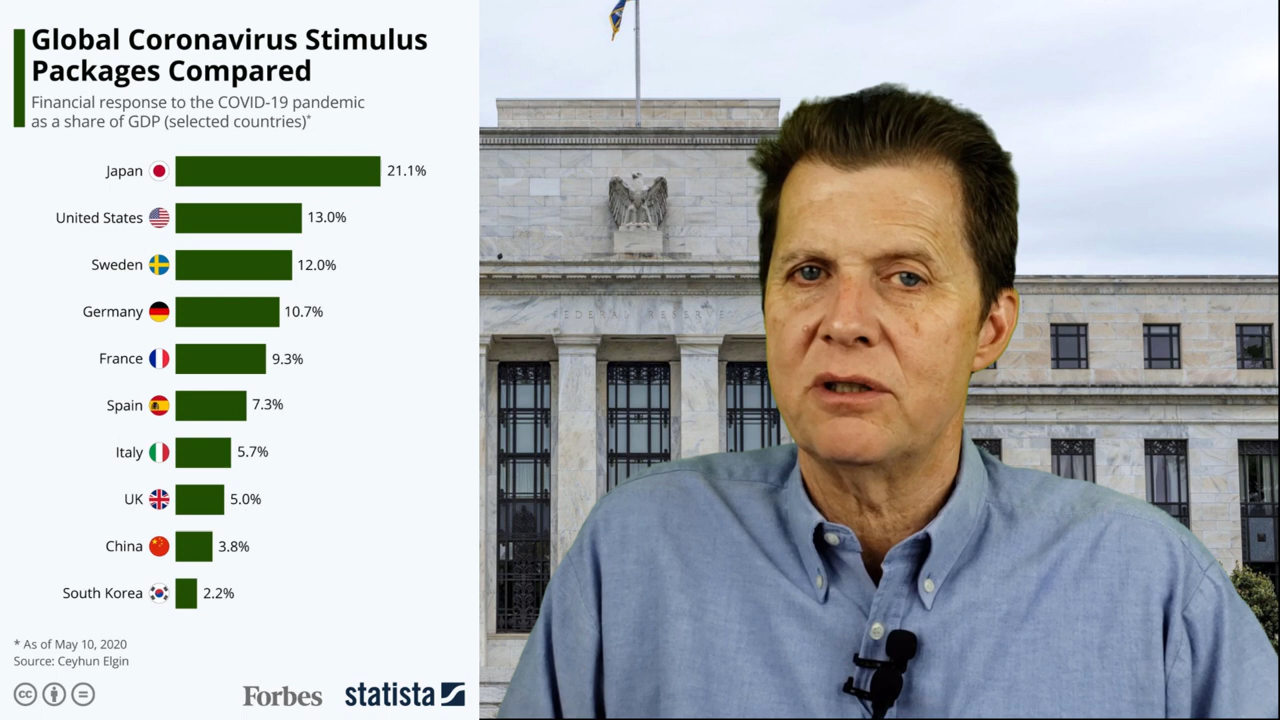 Global Coronavirus Stimulus
Packages Compared
Financial response to the COVID-19 pandemic
as a share of GDP (selected countries)*
Japan 21.1%
United States 13.0%
Sweden 12.0%
Germany 10.7%
France 9.3%
Spain 7.3%
Italy 5.7%
UK 5.0%
China 3.8%
South Korea 2.2%
* As of May 10, 2020
Source: Ceyhun Elgin
cc
Forbes statista
FEDERAL RESERVE